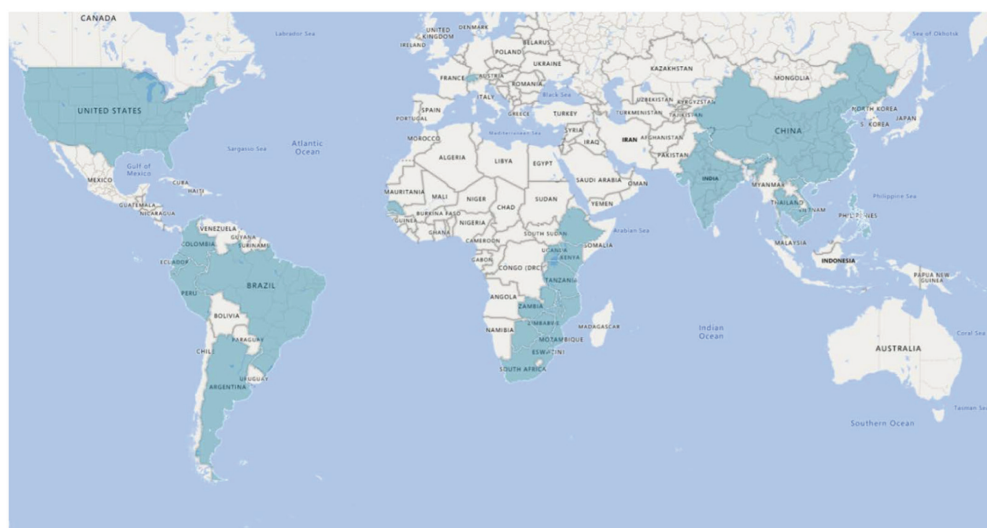 CANADA
Labrador Sea
UNITED
KINGDOM
DENMARK
IRELAND
BELARUS
POLAND
UKRAINE
FRANCE
AUSTRIA
ROMANIA
KAZAKHSTAN
MONGOLIA
Sea of Okhotsk
UNITED STATES
SPAIN
PORTUGAL
ITALY
GREECE
Black Sea
TURKEY
UZBEKISTAN
KYRGYZSTAN
TURKMENISTAN
TAJIKISTAN
NORTH KOREA
S. KOREA
JAPAN
CHINA
Sargasso Sea
Atlantic
Ocean
Mediterranean Sea
MOROCCO
SYRIA
IRAQ
IRAN
AFGHANISTAN
PAKISTAN
Gulf of
Mexico
MEXICO
CUBA
HAITI
GUATEMALA
NICARAGUA
ALGERIA
LIBYA
EGYPT
SAUDI ARABIA
OMAN
INDIA
MYANMAR
THAILAND
VIETNAM
Philippine Sea
PHILIPPINES
MAURITANIA
MALI
NIGER
CHAD
SUDAN
YEMEN
Arabian Sea
VENEZUELA
GUYANA
SURINAME
COLOMBIA
ECUADOR
GUINEA
BURKINA FASO
GHANA
NIGERIA
CAMEROON
SOUTH SUDAN
SOMALIA
UGANDA
KENYA
GABON
CONGO (DRC)
TANZANIA
MALAYSIA
INDONESIA
PAPUA NEW
GUINEA
PERU
BRAZIL
BOLIVIA
ANGOLA
ZAMBIA
ZIMBABWE
NAMIBIA
MOZAMBIQUE
MADAGASCAR
Indian
Ocean
Coral Sea
AUSTRALIA
PARAGUAY
CHILE
URUGUAY
ARGENTINA
ESWATINI
SOUTH AFRICA
Tasman Sea
Southern Ocean